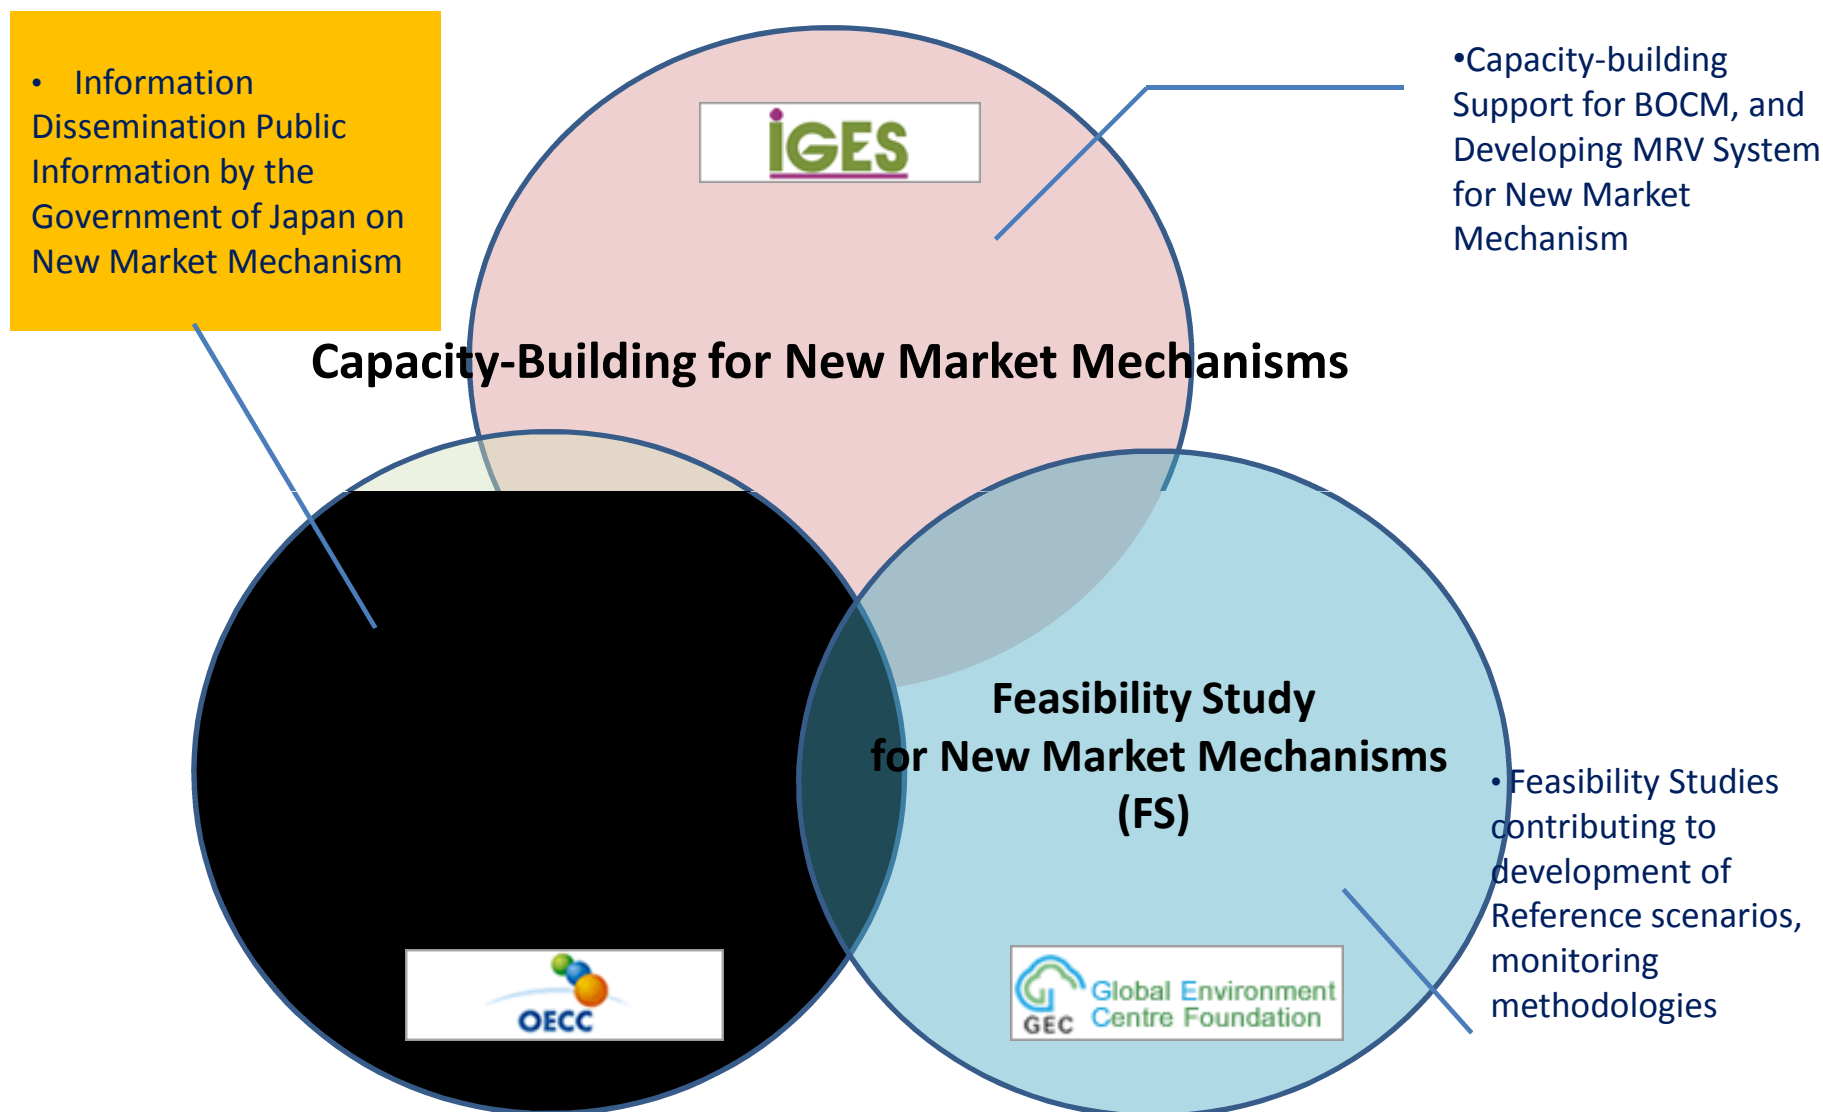 • Information
Dissemination Public
Information by the
Government of Japan on
New Market Mechanism
iGES
•Capacity-building
Support for BOCM, and
Developing MRV System
for New Market
Mechanism
Capacity-Building for New Market Mechanisms
Feasibility Study
for New Market Mechanisms
(FS)
• Feasibility Studies
contributing to
development of
Reference scenarios,
monitoring
methodologies
OECC
GEC
Global Environment
Centre Foundation